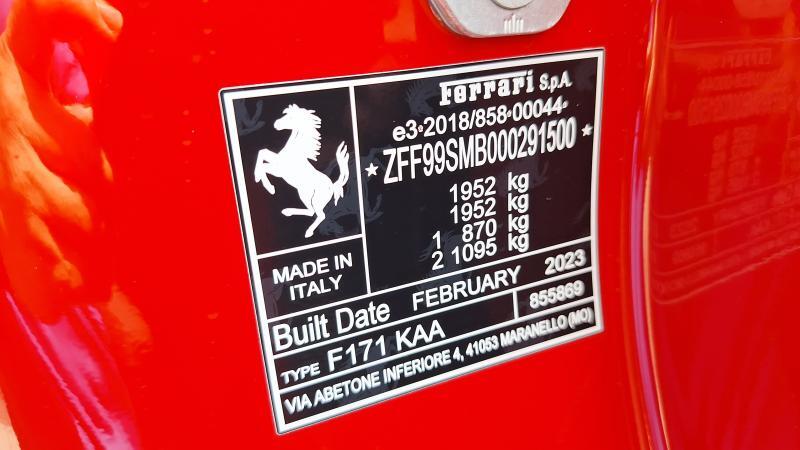 Ferrari S.p.A.
e3*2018/858*00044*
★ ZFF99SMB000291500 ★
1952 kg
1952 kg
1 870 kg
2 1095 kg
MADE IN
ITALY
Built Date FEBRUARY 2023
TYPE F171 KAA 855869
VIA ABETONE INFERIORE 4, 41053 MARANELLO (MO)